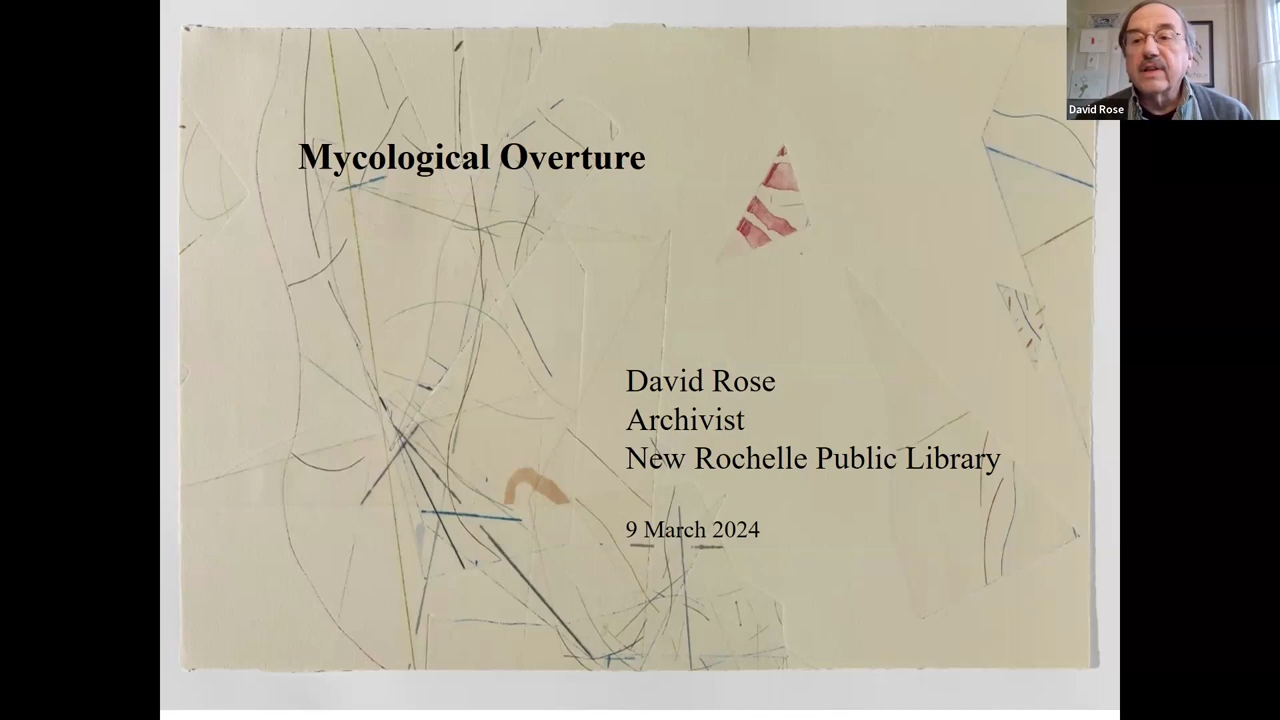 Mycological Overture
David Rose
Archivist
New Rochelle Public Library
9 March 2024
David Rose